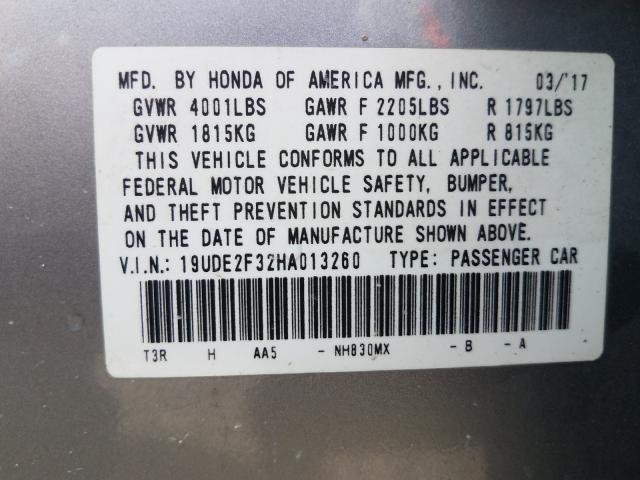 MFD. BY HONDA OF AMERICA MFG., INC. 03/'17
GVWR 4001LBS GAWR F 2205LBS R 1797LBS
GVWR 1815KG GAWR F 1000KG R 815KG
THIS VEHICLE CONFORMS TO ALL APPLICABLE
FEDERAL MOTOR VEHICLE SAFETY, BUMPER,
AND THEFT PREVENTION STANDARDS IN EFFECT
ON THE DATE OF MANUFACTURE SHOWN ABOVE.
V.I.N.: 19UDE2F32HA013260 TYPE: PASSENGER CAR
T3R H AA5 - NH830MX - B - A